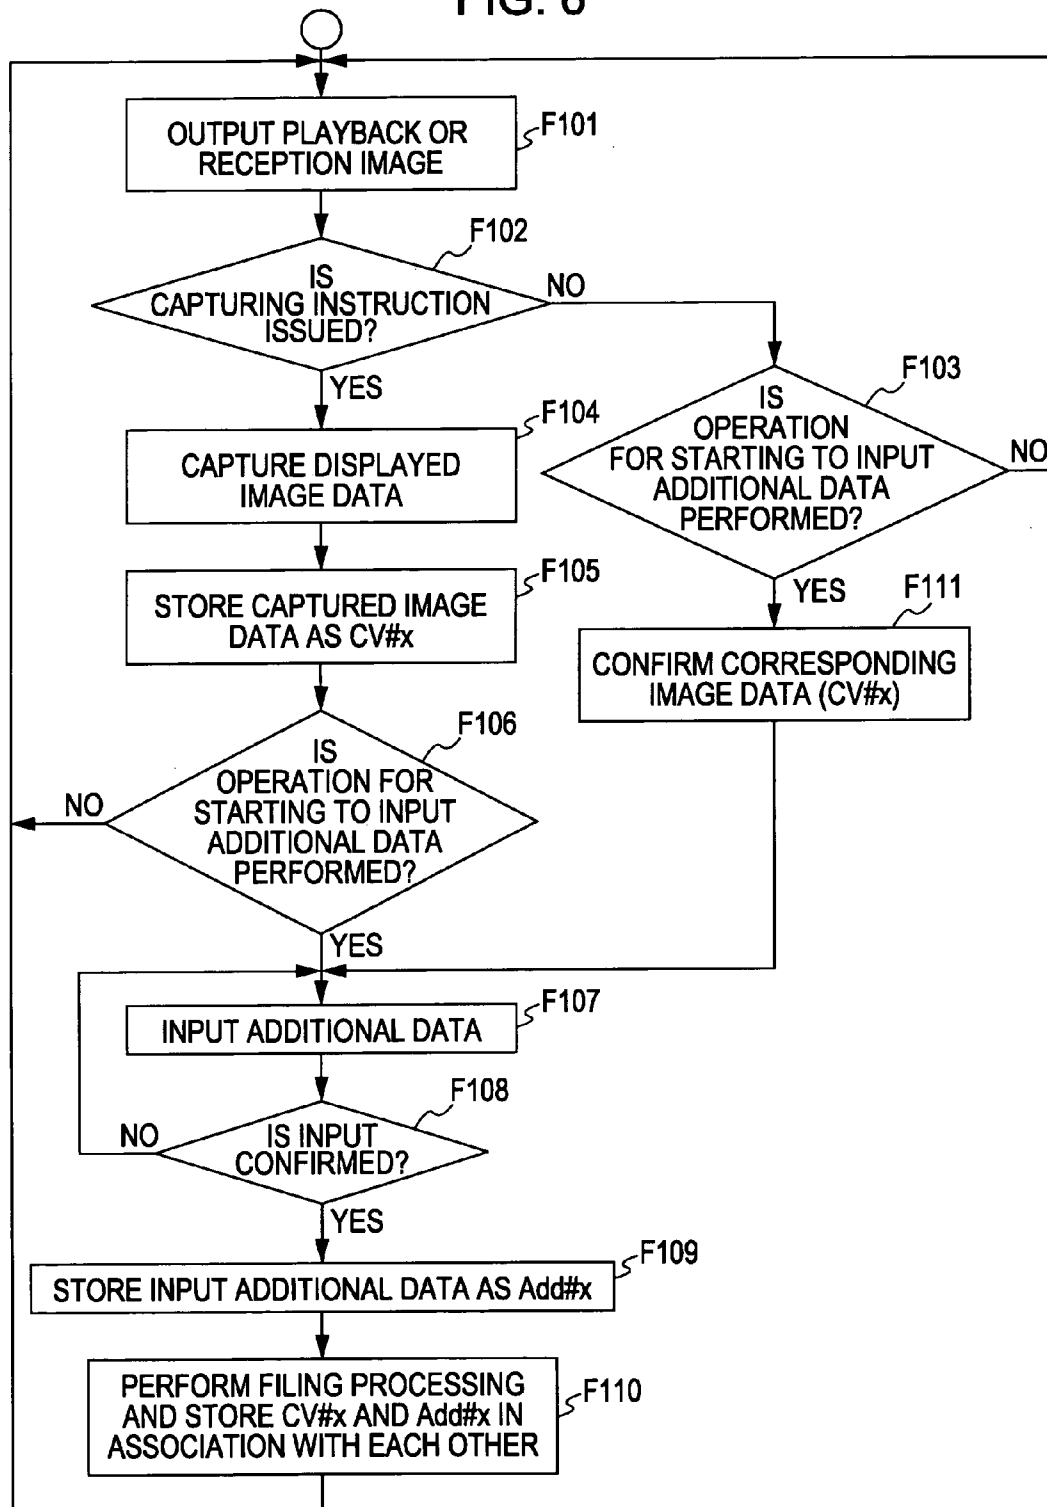 FIG. 6
OUTPUT PLAYBACK OR
RECEPTION IMAGE
F101
F102
IS
CAPTURING INSTRUCTION
ISSUED?
NO
YES
F103
IS
OPERATION
FOR STARTING TO INPUT
ADDITIONAL DATA
PERFORMED?
NO
YES
F104
CAPTURE DISPLAYED
IMAGE DATA
F105
STORE CAPTURED IMAGE
DATA AS CV#x
F111
CONFIRM CORRESPONDING
IMAGE DATA (CV#x)
F106
IS
OPERATION FOR
STARTING TO INPUT
ADDITIONAL DATA
PERFORMED?
NO
YES
F107
INPUT ADDITIONAL DATA
F108
IS INPUT
CONFIRMED?
NO
YES
F109
STORE INPUT ADDITIONAL DATA AS Add#x
PERFORM FILING PROCESSING
AND STORE CV#x AND Add#x IN
ASSOCIATION WITH EACH OTHER
F110